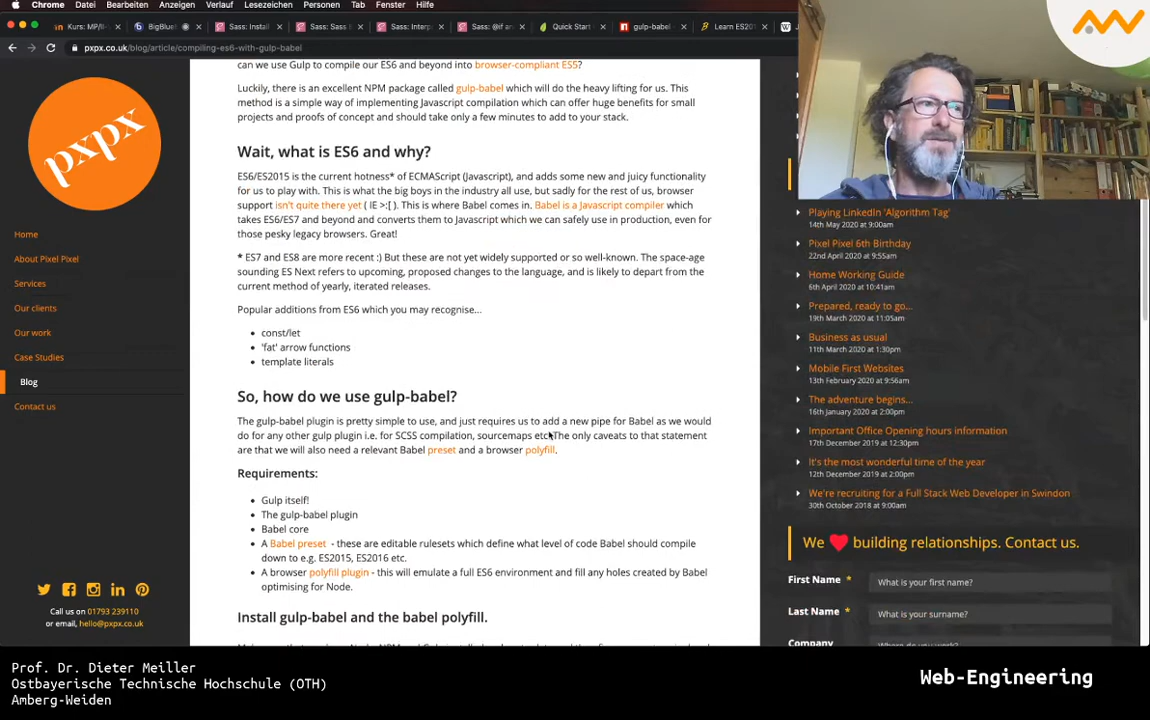 Chrome Datei Bearbeiten Anzeigen Verlauf Lesezeichen Personen Tab Fenster Hilfe
Kurs: MP/II- BigBlueB Sass: Install Sass: Sass Sass: Interp Sass: @if an Quick Start gulp-babel Learn ES201
pxpx.co.uk/blog/article/compiling-es6-with-gulp-babel
pxpx
Home
About Pixel Pixel
Services
Our clients
Our work
Case Studies
Blog
Contact us
Call us on 01793 239110
or email, hello@pxpx.co.uk
can we use Gulp to compile our ES6 and beyond into browser-compliant ES5?
Luckily, there is an excellent NPM package called gulp-babel which will do the heavy lifting for us. This
method is a simple way of implementing Javascript compilation which can offer huge benefits for small
projects and proofs of concept and should take only a few minutes to add to your stack.
Wait, what is ES6 and why?
ES6/ES2015 is the current hotness* of ECMAScript (Javascript), and adds some new and juicy functionality
for us to play with. This is what the big boys in the industry all use, but sadly for the rest of us, browser
support isn't quite there yet ( IE >:[ ). This is where Babel comes in. Babel is a Javascript compiler which
takes ES6/ES7 and beyond and converts them to Javascript which we can safely use in production, even for
those pesky legacy browsers. Great!
* ES7 and ES8 are more recent :) But these are not yet widely supported or so well-known. The space-age
sounding ES Next refers to upcoming, proposed changes to the language, and is likely to depart from the
current method of yearly, iterated releases.
Popular additions from ES6 which you may recognise...
const/let
'fat' arrow functions
template literals
So, how do we use gulp-babel?
The gulp-babel plugin is pretty simple to use, and just requires us to add a new pipe for Babel as we would
do for any other gulp plugin i.e. for SCSS compilation, sourcemaps etc. The only caveats to that statement
are that we will also need a relevant Babel preset and a browser polyfill.
Requirements:
Gulp itself!
The gulp-babel plugin
Babel core
A Babel preset - these are editable rulesets which define what level of code Babel should compile
down to e.g. ES2015, ES2016 etc.
A browser polyfill plugin - this will emulate a full ES6 environment and fill any holes created by Babel
optimising for Node.
Install gulp-babel and the babel polyfill.
Playing LinkedIn 'Algorithm Tag'
14th May 2020 at 9:00am
Pixel Pixel 6th Birthday
22nd April 2020 at 9:55am
Home Working Guide
6th April 2020 at 10:41am
Prepared, ready to go...
19th March 2020 at 11:05am
Business as usual
11th March 2020 at 1:30pm
Mobile First Websites
13th February 2020 at 9:56am
The adventure begins...
16th January 2020 at 2:00pm
Important Office Opening hours information
17th December 2019 at 12:30pm
It's the most wonderful time of the year
12th December 2019 at 2:00pm
We're recruiting for a Full Stack Web Developer in Swindon
30th October 2018 at 9:00am
We ❤ building relationships. Contact us.
First Name * What is your first name?
Last Name * What is your surname?
Company
Prof. Dr. Dieter Meiller
Ostbayerische Technische Hochschule (OTH)
Amberg-Weiden
Web-Engineering